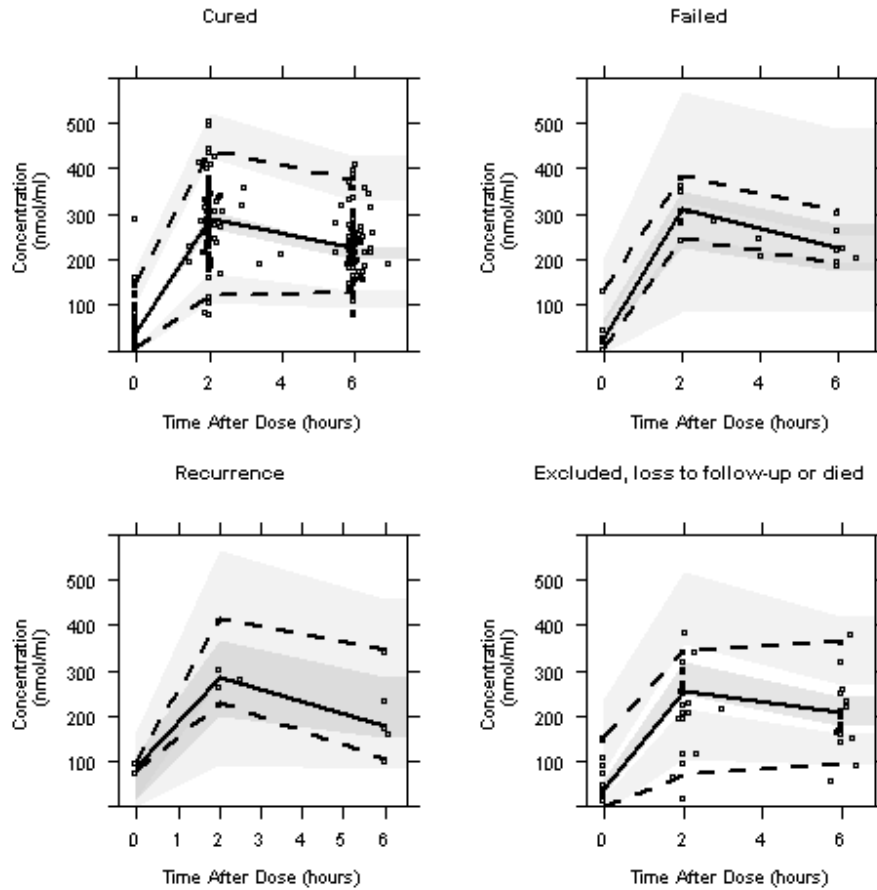 Cured
500
400
300
200
100
Concentration
(nmol/ml)
0 2 4 6
Time After Dose (hours)
Failed
500
400
300
200
100
Concentration
(nmol/ml)
0 2 4 6
Time After Dose (hours)
Recurrence
500
400
300
200
100
Concentration
(nmol/ml)
0 1 2 3 4 5 6
Time After Dose (hours)
Excluded, loss to follow-up or died
500
400
300
200
100
Concentration
(nmol/ml)
0 2 4 6
Time After Dose (hours)